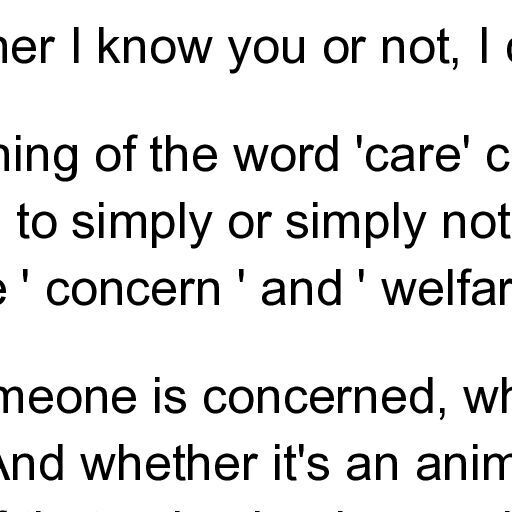 her I know you or not, I
ning of the word 'care' c
to simply or simply not
e ' concern ' and ' welfar
meone is concerned, wh
And whether it's an anim